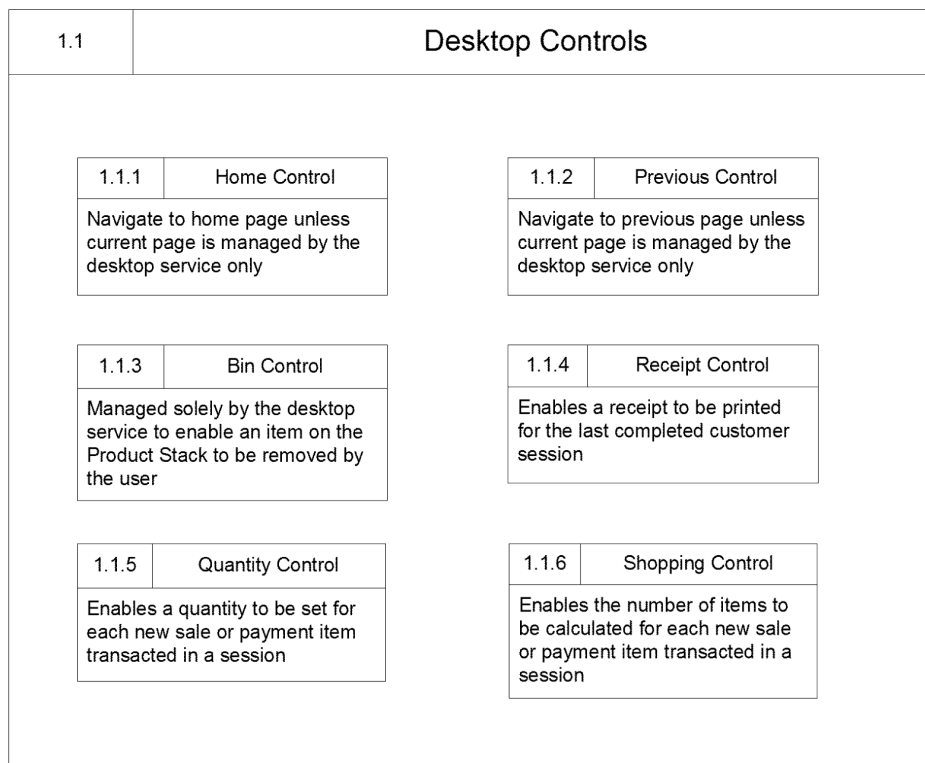 1.1 Desktop Controls
1.1.1 Home Control
Navigate to home page unless
current page is managed by the
desktop service only
1.1.2 Previous Control
Navigate to previous page unless
current page is managed by the
desktop service only
1.1.3 Bin Control
Managed solely by the desktop
service to enable an item on the
Product Stack to be removed by
the user
1.1.4 Receipt Control
Enables a receipt to be printed
for the last completed customer
session
1.1.5 Quantity Control
Enables a quantity to be set for
each new sale or payment item
transacted in a session
1.1.6 Shopping Control
Enables the number of items to
be calculated for each new sale
or payment item transacted in a
session